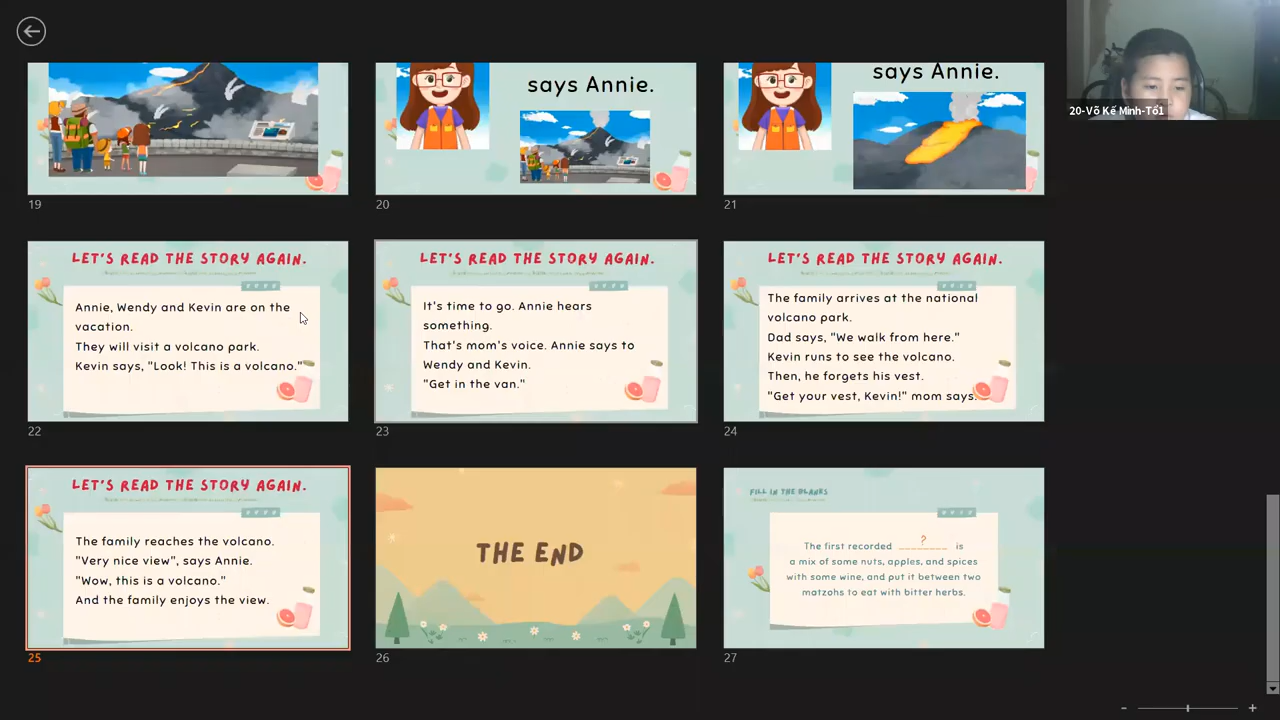 20-Võ Kế Minh-Tổ1
says Annie.
says Annie.
19
20
21
LET'S READ THE STORY AGAIN.
Annie, Wendy and Kevin are on the
vacation.
They will visit a volcano park.
Kevin says, "Look! This is a volcano."
22
LET'S READ THE STORY AGAIN.
It's time to go. Annie hears
something.
That's mom's voice. Annie says to
Wendy and Kevin.
"Get in the van."
23
LET'S READ THE STORY AGAIN.
The family arrives at the national
volcano park.
Dad says, "We walk from here."
Kevin runs to see the volcano.
Then, he forgets his vest.
"Get your vest, Kevin!" mom says.
24
LET'S READ THE STORY AGAIN.
The family reaches the volcano.
"Very nice view", says Annie.
"Wow, this is a volcano."
And the family enjoys the view.
25
THE END
26
FILL IN THE BLANKS
The first recorded ___?___ is
a mix of some nuts, apples, and spices
with some wine, and put it between two
matzohs to eat with bitter herbs.
27